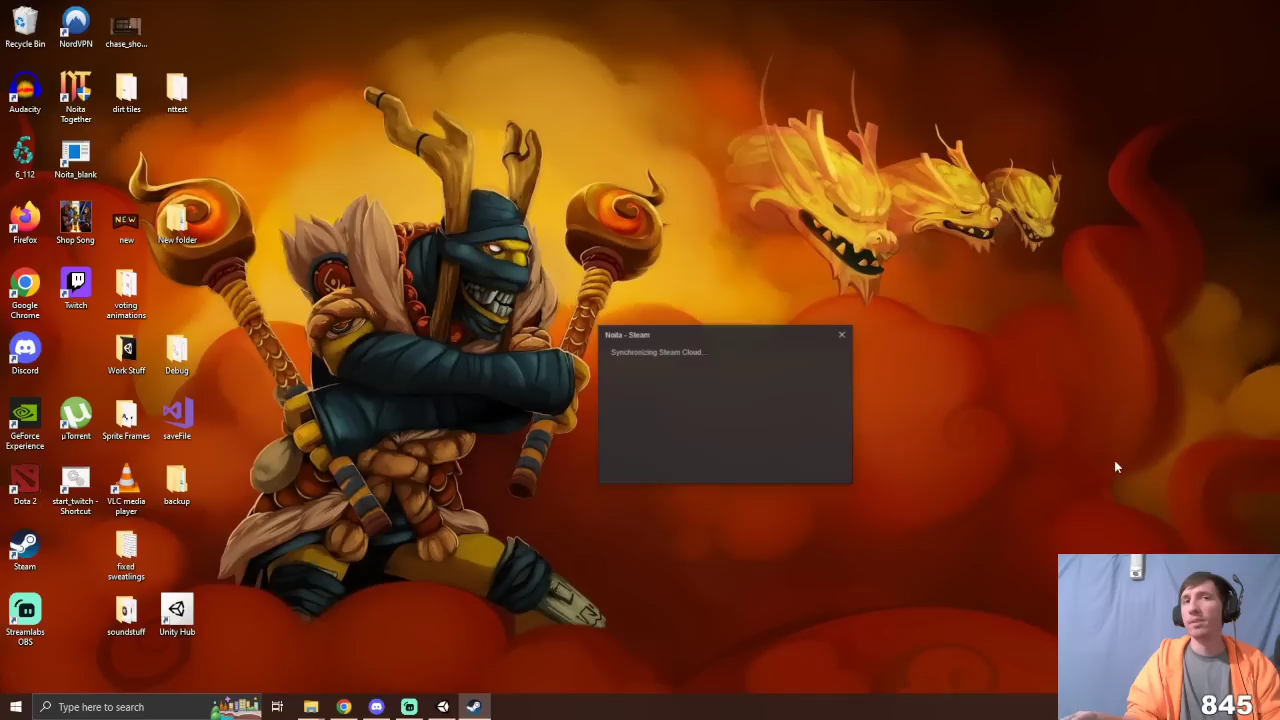 Recycle Bin
NordVPN
chase_sho...
Audacity
Noita
Together
dirt tiles
nttest
6_112
Noita_blank
Firefox
Shop Song
NEW
new
New folder
Google
Chrome
Twitch
voting
animations
Discord
Work Stuff
Debug
GeForce
Experience
µTorrent
Sprite Frames
saveFile
Dota 2
start_twitch -
Shortcut
VLC media
player
backup
Steam
fixed
sweatlings
Streamlabs
OBS
soundstuff
Unity Hub
Noita - Steam
Synchronizing Steam Cloud...
Type here to search
845